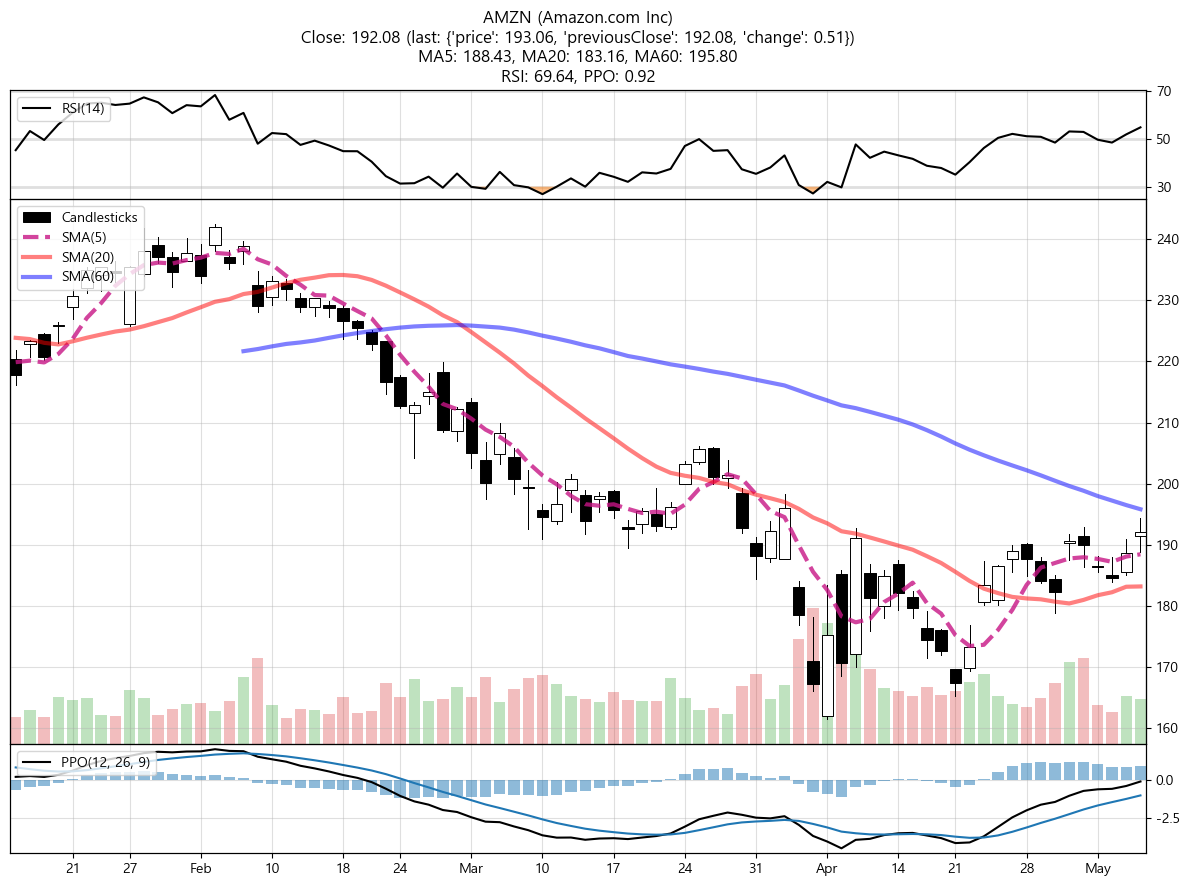 AMZN (Amazon.com Inc)
Close: 192.08 (last: {'price': 193.06, 'previousClose': 192.08, 'change': 0.51})
MA5: 188.43, MA20: 183.16, MA60: 195.80
RSI: 69.64, PPO: 0.92
RSI(14)
70
50
30
Candlesticks
SMA(5)
SMA(20)
SMA(60)
240
230
220
210
200
190
180
170
160
PPO(12, 26, 9)
0.0
−2.5
21 27 Feb 10 18 24 Mar 10 17 24 31 Apr 14 21 28 May